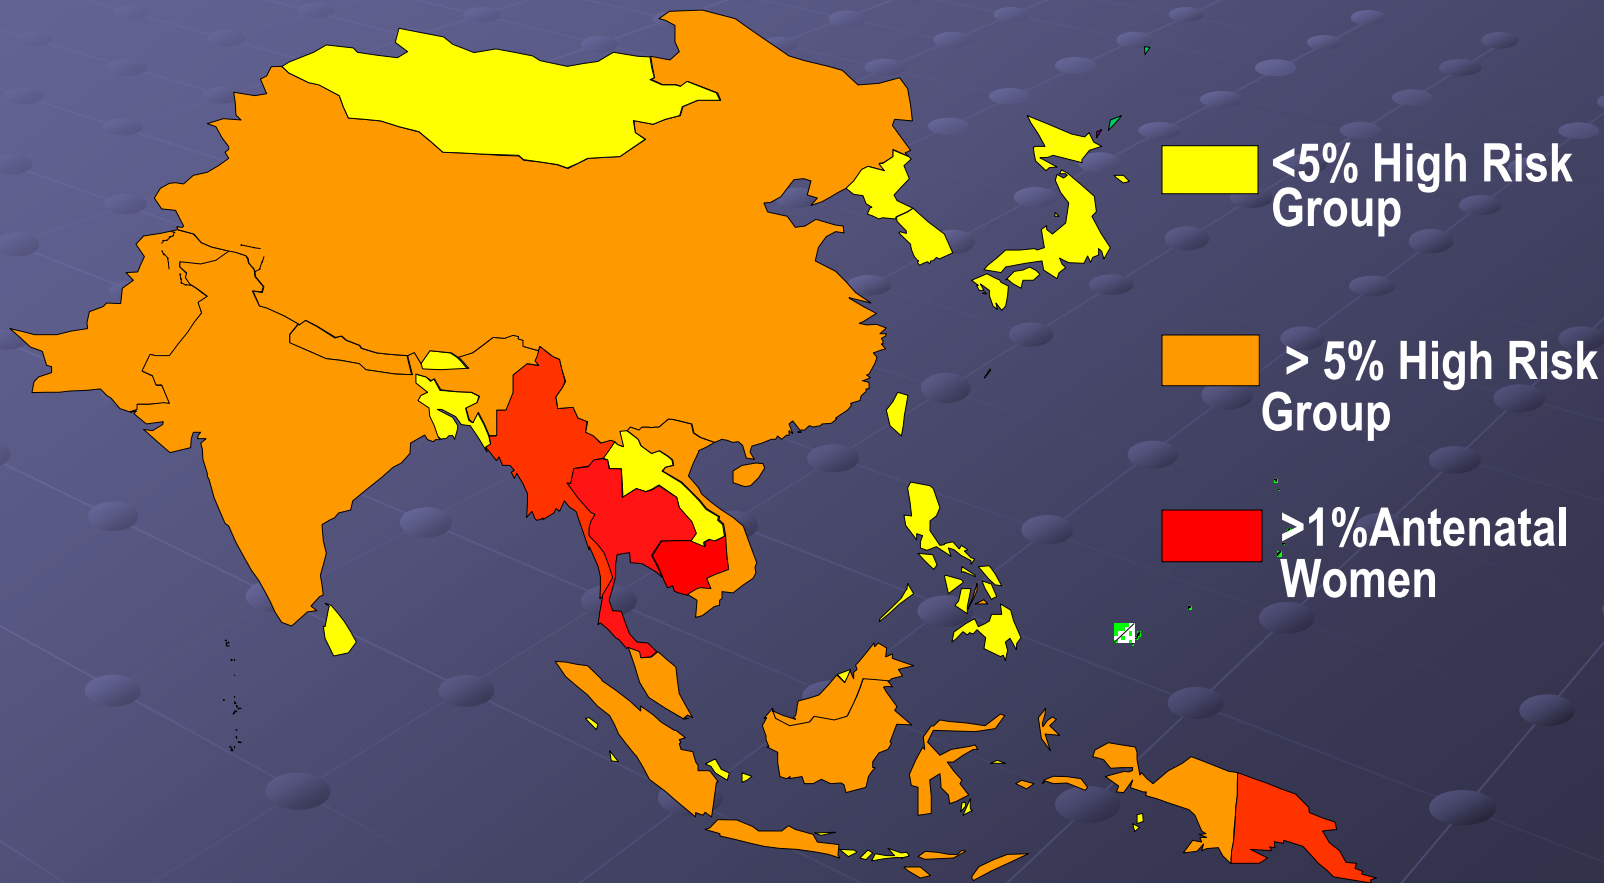 <5% High Risk
Group
> 5% High Risk
Group
>1%Antenatal
Women